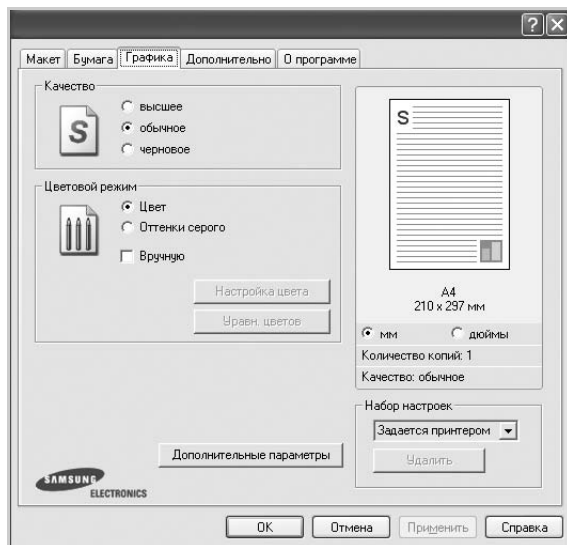 Макет Бумага Графика Дополнительно О программе
Качество
S
высшее
обычное
черновое
Цветовой режим
Цвет
Оттенки серого
Вручную
Настройка цвета
Уравн. цветов
S
A4
210 x 297 мм
мм дюймы
Количество копий: 1
Качество: обычное
Набор настроек
Задается принтером
Удалить
Дополнительные параметры
SAMSUNG
ELECTRONICS
OK Отмена Применить Справка